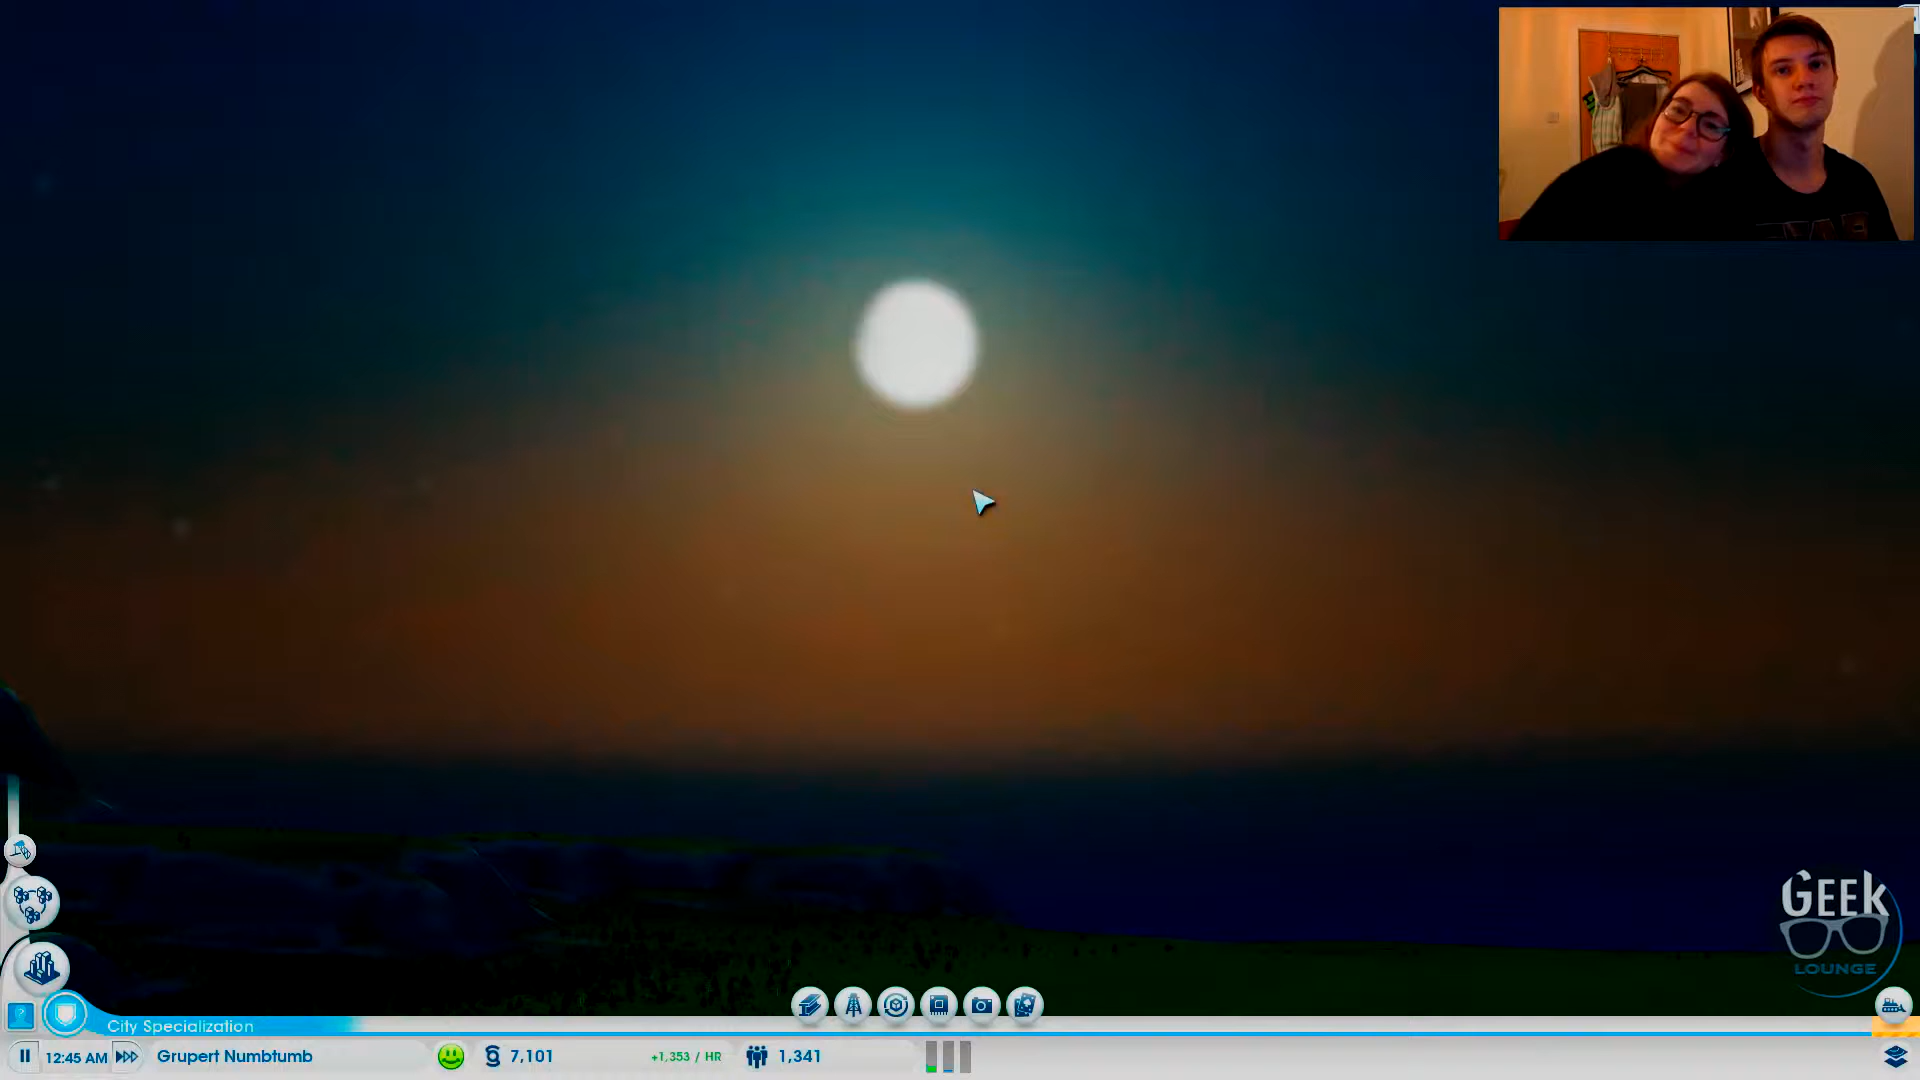 GEEK
LOUNGE
?
City Specialization
12:45 AM
Grupert Numbtumb
7,101
+1,353 / HR
1,341